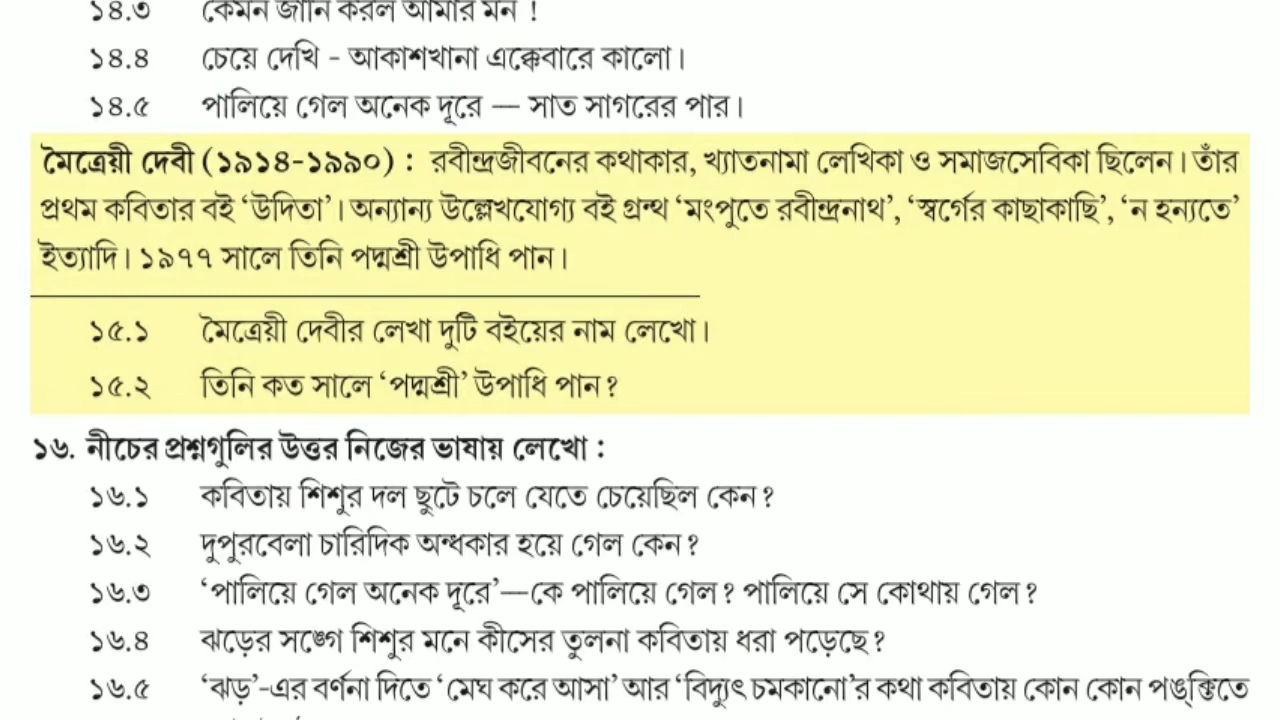 ১৪.৩ কেমন জানি করল আমার মন !
১৪.৪ চেয়ে দেখি - আকাশখানা এক্কেবারে কালো।
১৪.৫ পালিয়ে গেল অনেক দূরে — সাত সাগরের পার।
মৈত্রেয়ী দেবী (১৯১৪-১৯৯০) : রবীন্দ্রজীবনের কথাকার, খ্যাতনামা লেখিকা ও সমাজসেবিকা ছিলেন। তাঁর
প্রথম কবিতার বই ‘উদিতা’। অন্যান্য উল্লেখযোগ্য বই গ্রন্থ ‘মংপুতে রবীন্দ্রনাথ’, ‘স্বর্গের কাছাকাছি’, ‘ন হন্যতে’
ইত্যাদি। ১৯৭৭ সালে তিনি পদ্মশ্রী উপাধি পান।
১৫.১ মৈত্রেয়ী দেবীর লেখা দুটি বইয়ের নাম লেখো।
১৫.২ তিনি কত সালে ‘পদ্মশ্রী’ উপাধি পান?
১৬. নীচের প্রশ্নগুলির উত্তর নিজের ভাষায় লেখো :
১৬.১ কবিতায় শিশুর দল ছুটে চলে যেতে চেয়েছিল কেন?
১৬.২ দুপুরবেলা চারিদিক অন্ধকার হয়ে গেল কেন?
১৬.৩ ‘পালিয়ে গেল অনেক দূরে’—কে পালিয়ে গেল? পালিয়ে সে কোথায় গেল?
১৬.৪ ঝড়ের সঙ্গে শিশুর মনে কীসের তুলনা কবিতায় ধরা পড়েছে?
১৬.৫ ‘ঝড়’-এর বর্ণনা দিতে ‘মেঘ করে আসা’ আর ‘বিদ্যুৎ চমকানো’র কথা কবিতায় কোন কোন পঙ্‌ক্তিতে